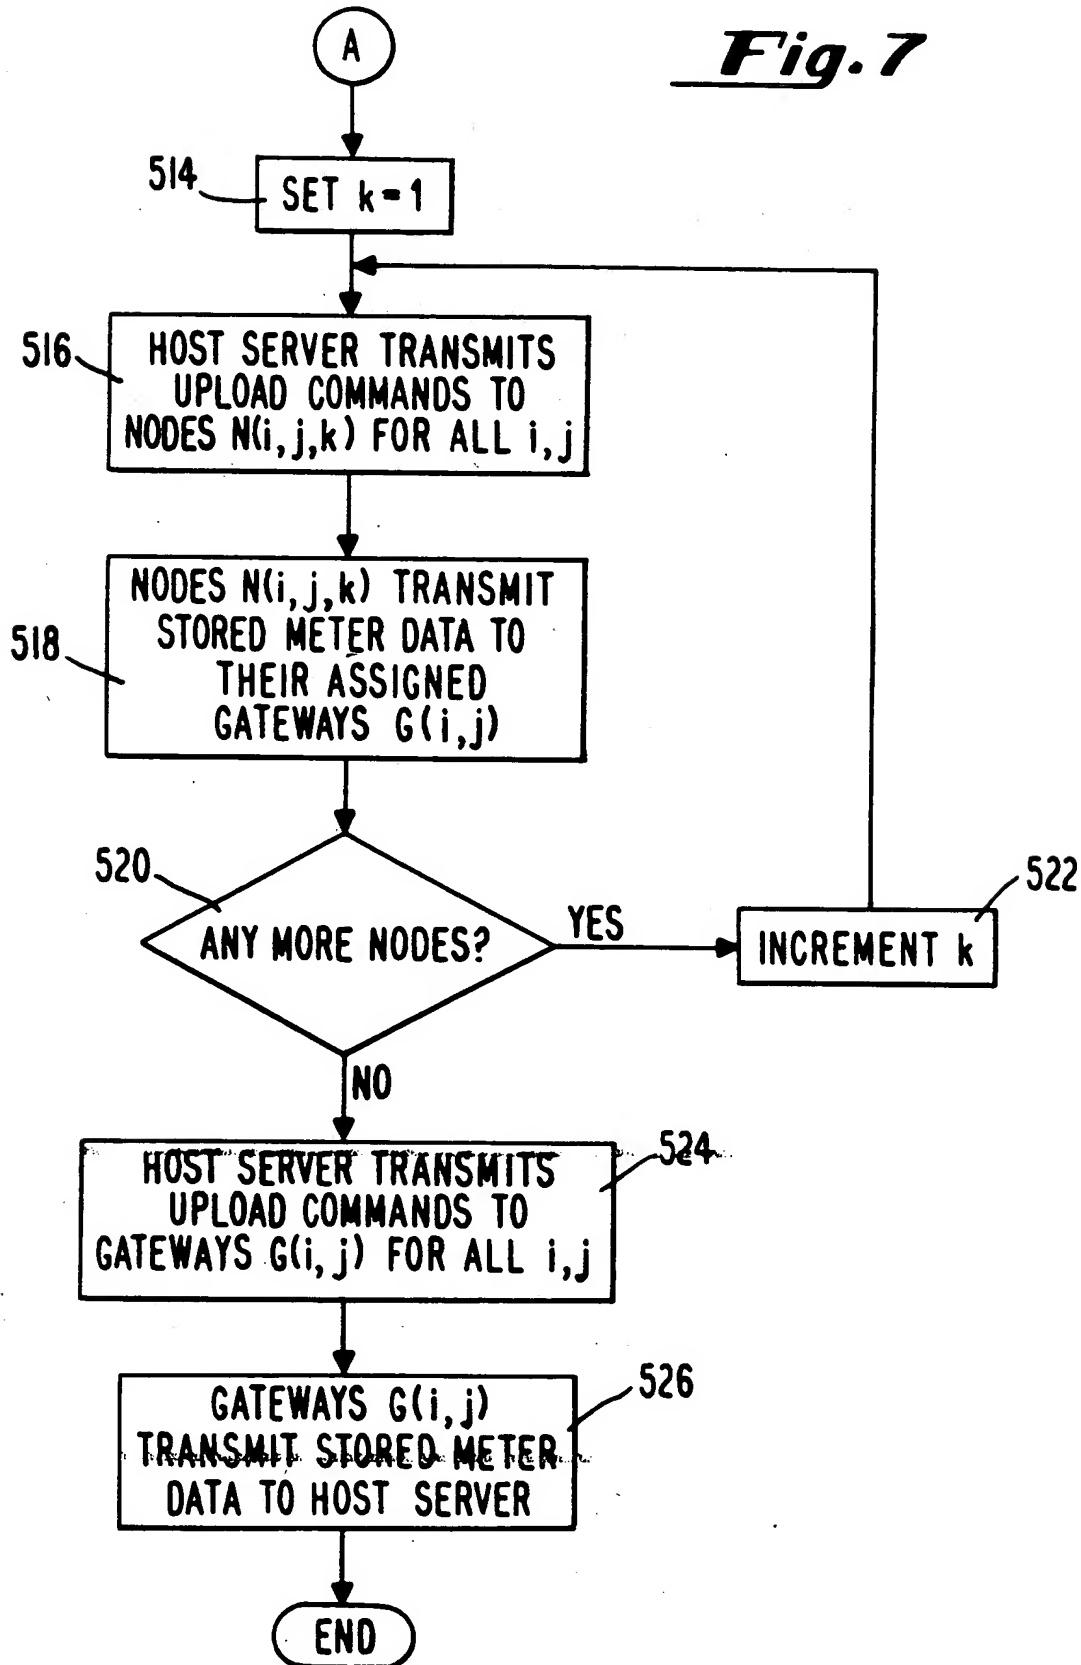 A
Fig. 7
514
SET k=1
516
HOST SERVER TRANSMITS
UPLOAD COMMANDS TO
NODES N(i,j,k) FOR ALL i,j
518
NODES N(i,j,k) TRANSMIT
STORED METER DATA TO
THEIR ASSIGNED
GATEWAYS G(i,j)
520
ANY MORE NODES?
YES
522
INCREMENT k
NO
524
HOST SERVER TRANSMITS
UPLOAD COMMANDS TO
GATEWAYS G(i,j) FOR ALL i,j
526
GATEWAYS G(i,j)
TRANSMIT STORED METER
DATA TO HOST SERVER
END